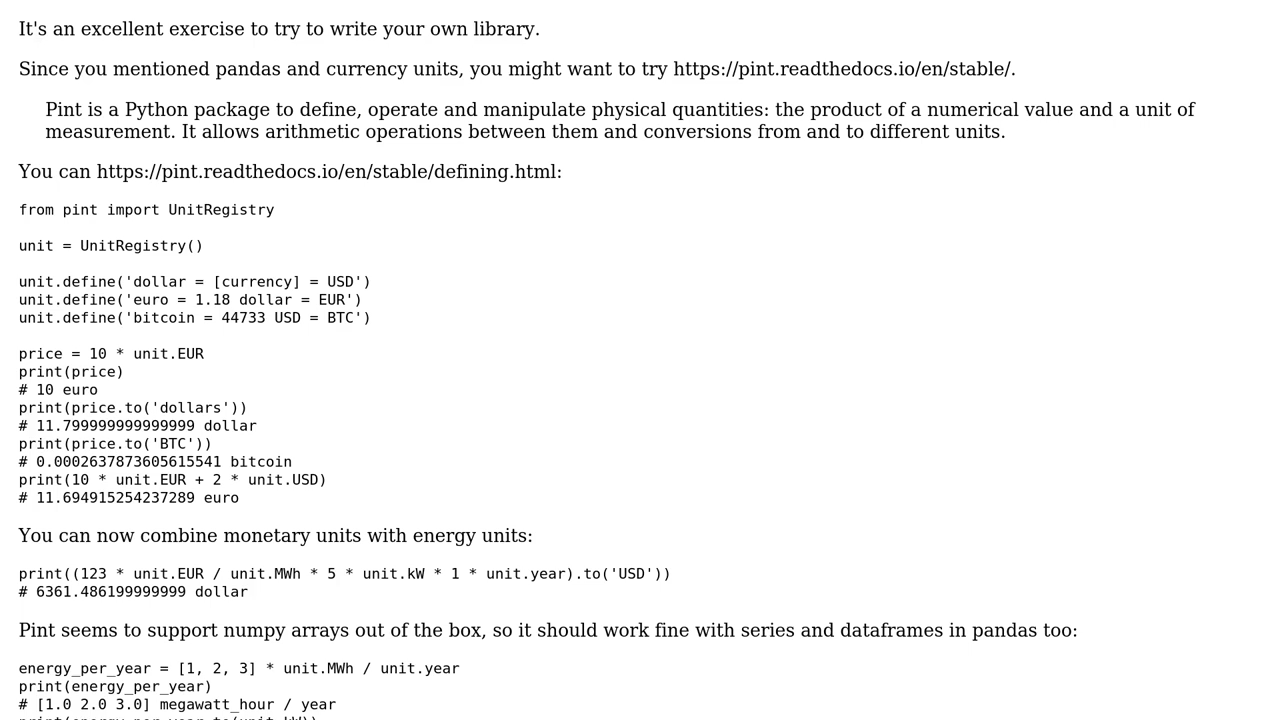 It's an excellent exercise to try to write your own library.
Since you mentioned pandas and currency units, you might want to try https://pint.readthedocs.io/en/stable/.
Pint is a Python package to define, operate and manipulate physical quantities: the product of a numerical value and a unit of
measurement. It allows arithmetic operations between them and conversions from and to different units.
You can https://pint.readthedocs.io/en/stable/defining.html:
from pint import UnitRegistry
unit = UnitRegistry()
unit.define('dollar = [currency] = USD')
unit.define('euro = 1.18 dollar = EUR')
unit.define('bitcoin = 44733 USD = BTC')
price = 10 * unit.EUR
print(price)
# 10 euro
print(price.to('dollars'))
# 11.799999999999999 dollar
print(price.to('BTC'))
# 0.0002637873605615541 bitcoin
print(10 * unit.EUR + 2 * unit.USD)
# 11.694915254237289 euro
You can now combine monetary units with energy units:
print((123 * unit.EUR / unit.MWh * 5 * unit.kW * 1 * unit.year).to('USD'))
# 6361.486199999999 dollar
Pint seems to support numpy arrays out of the box, so it should work fine with series and dataframes in pandas too:
energy_per_year = [1, 2, 3] * unit.MWh / unit.year
print(energy_per_year)
# [1.0 2.0 3.0] megawatt_hour / year
print(energy_per_year.to(unit.kW))